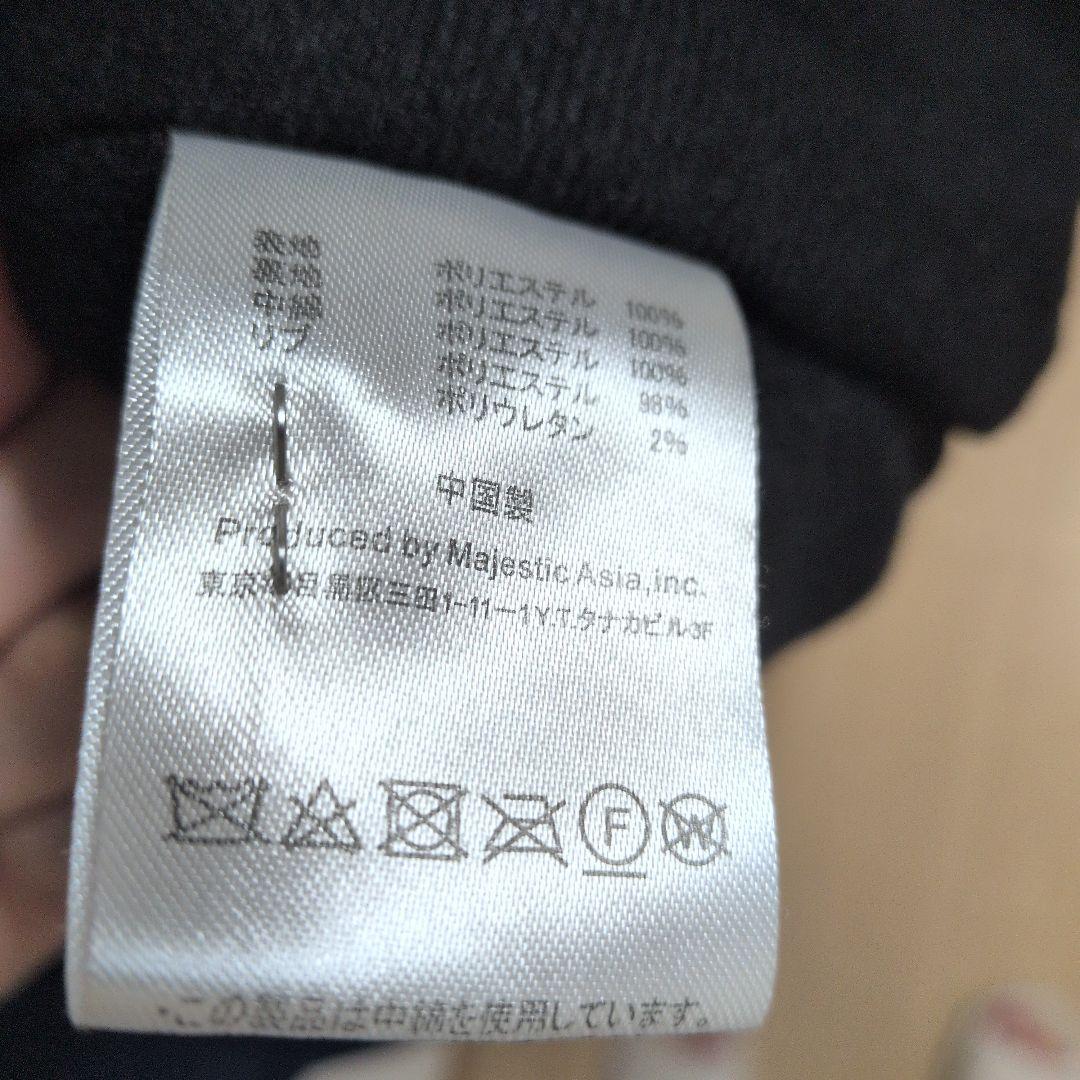 表地 ポリエステル 100%
裏地 ポリエステル 100%
中綿 ポリエステル 100%
リブ ポリエステル 98%
ポリウレタン 2%
中国製
Produced by Majestic Asia,inc.
東京都目黒区三田1-11-1Y.T.タナカビル3F
F
W
・この製品は中綿を使用しています。